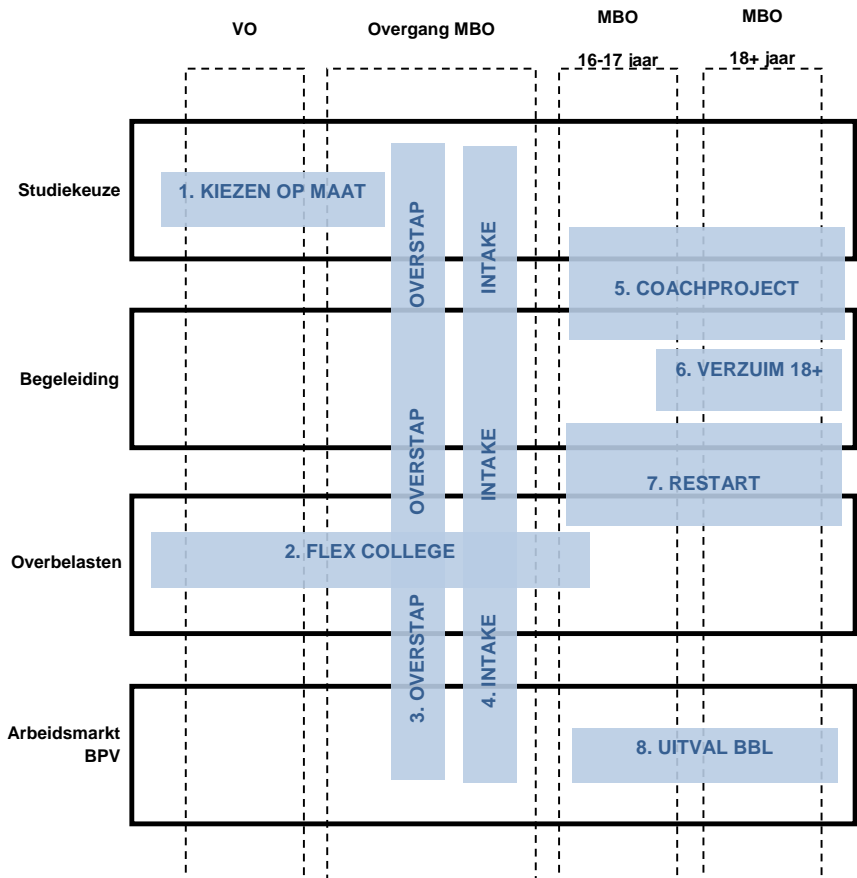 VO
Overgang MBO
MBO
16-17 jaar
MBO
18+ jaar
Studiekeuze
1. KIEZEN OP MAAT
OVERSTAP
INTAKE
5. COACHPROJECT
Begeleiding
6. VERZUIM 18+
OVERSTAP
INTAKE
7. RESTART
Overbelasten
2. FLEX COLLEGE
3. OVERSTAP
4. INTAKE
Arbeidsmarkt
BPV
8. UITVAL BBL